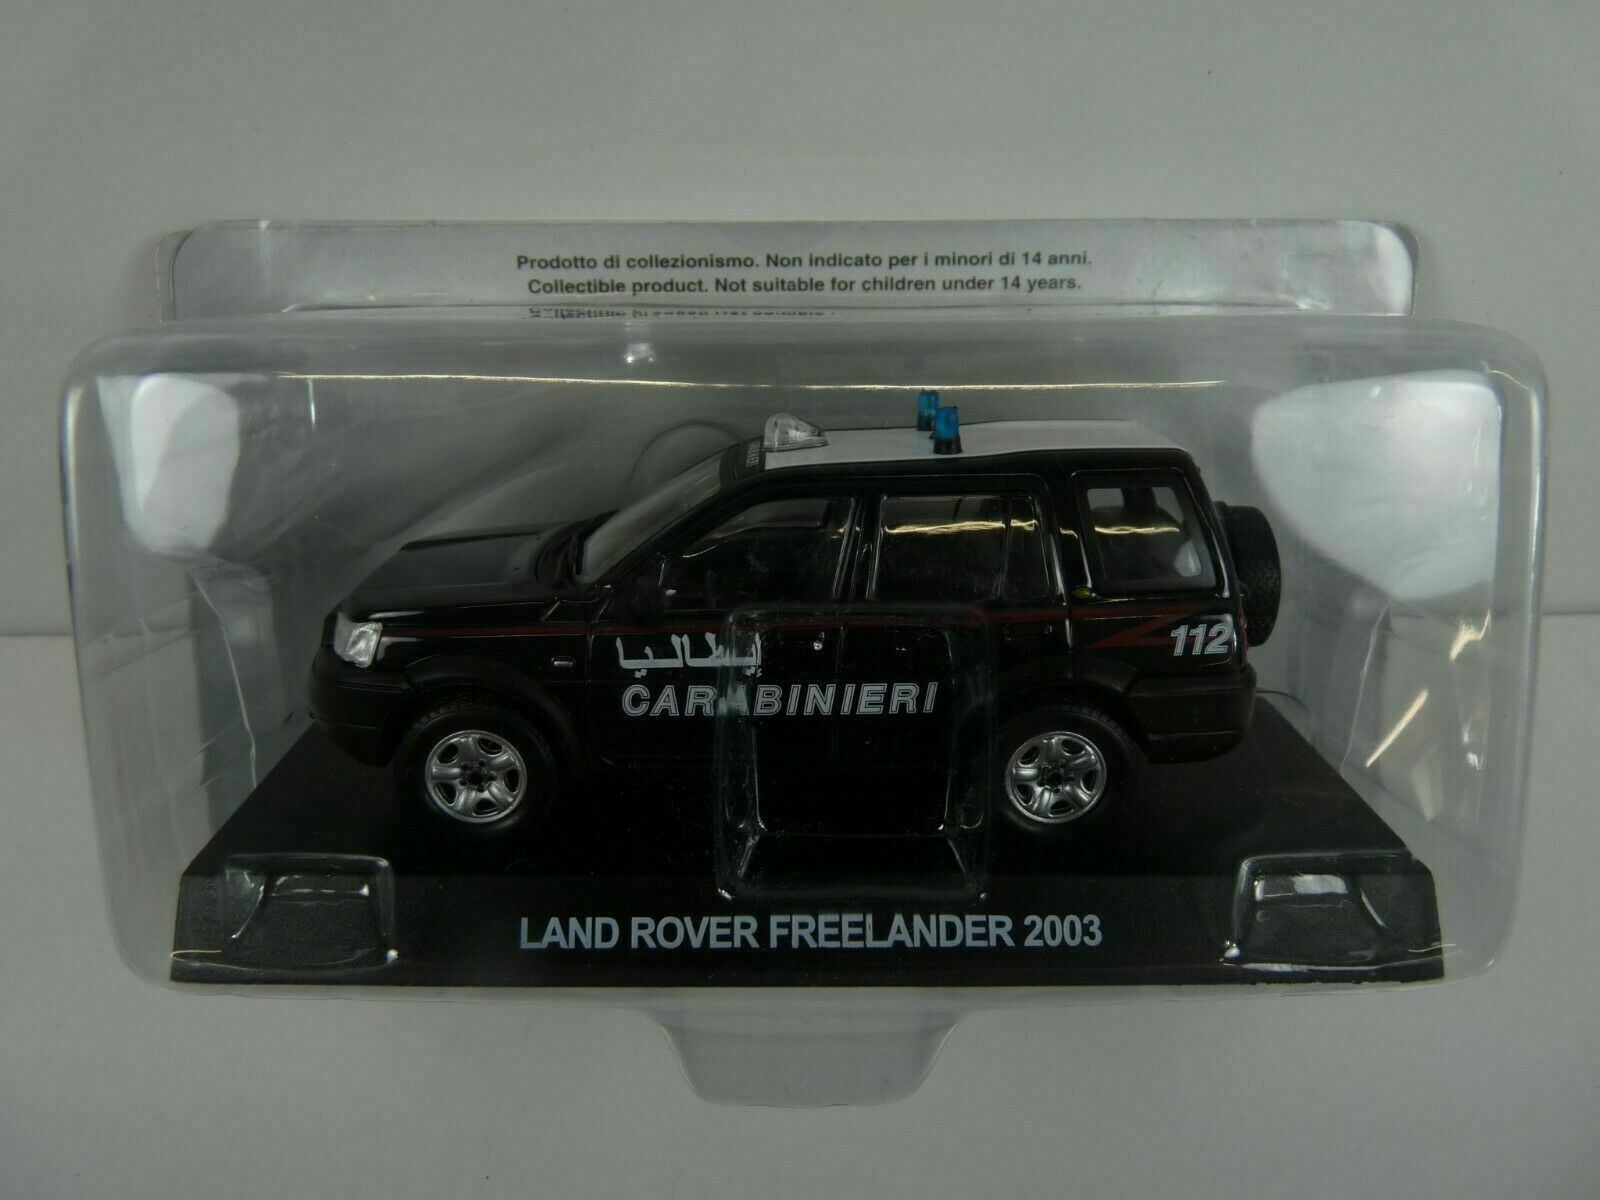 Prodotto di collezionismo. Non indicato per i minori di 14 anni.
Collectible product. Not suitable for children under 14 years.
إيطاليا
CARABINIERI
112
LAND ROVER FREELANDER 2003